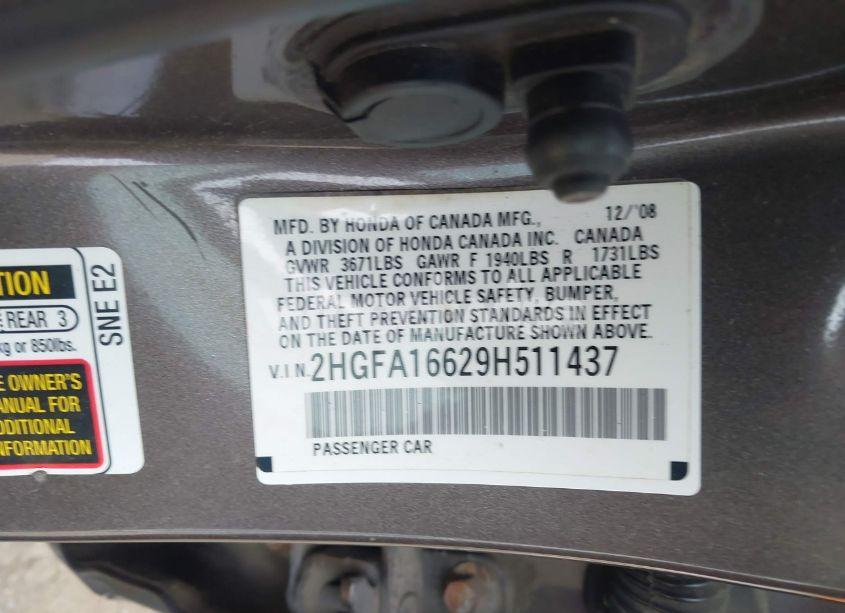 MFD. BY HONDA OF CANADA MFG., 12/'08
A DIVISION OF HONDA CANADA INC. CANADA
GVWR 3671LBS GAWR F 1940LBS R 1731LBS
THIS VEHICLE CONFORMS TO ALL APPLICABLE
FEDERAL MOTOR VEHICLE SAFETY, BUMPER,
AND THEFT PREVENTION STANDARDS IN EFFECT
ON THE DATE OF MANUFACTURE SHOWN ABOVE.
V.I.N. 2HGFA16629H511437
PASSENGER CAR
TION
REAR 3
kg or 850lbs.
E OWNER'S
ANUAL FOR
DDITIONAL
NFORMATION
SNE E2